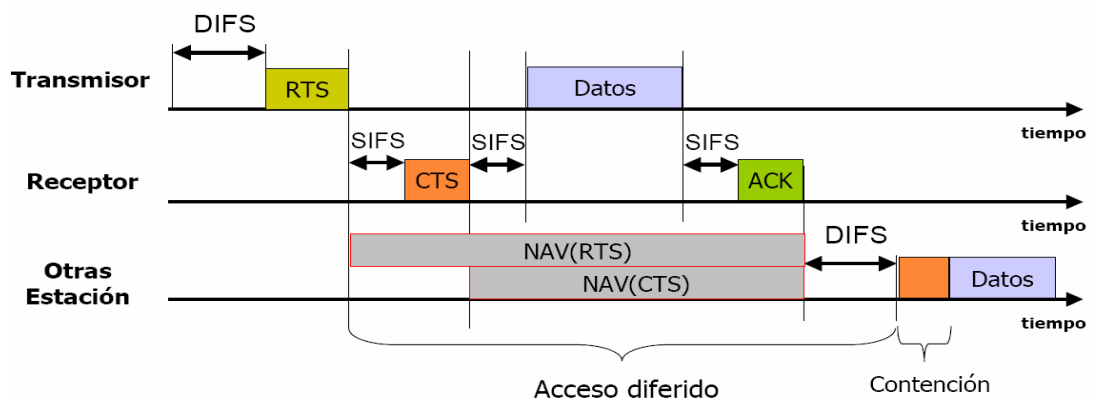 DIFS
Transmisor
RTS
Datos
tiempo
SIFS
SIFS
SIFS
Receptor
CTS
ACK
tiempo
NAV(RTS)
DIFS
Otras
Estación
NAV(CTS)
Datos
tiempo
Acceso diferido
Contención